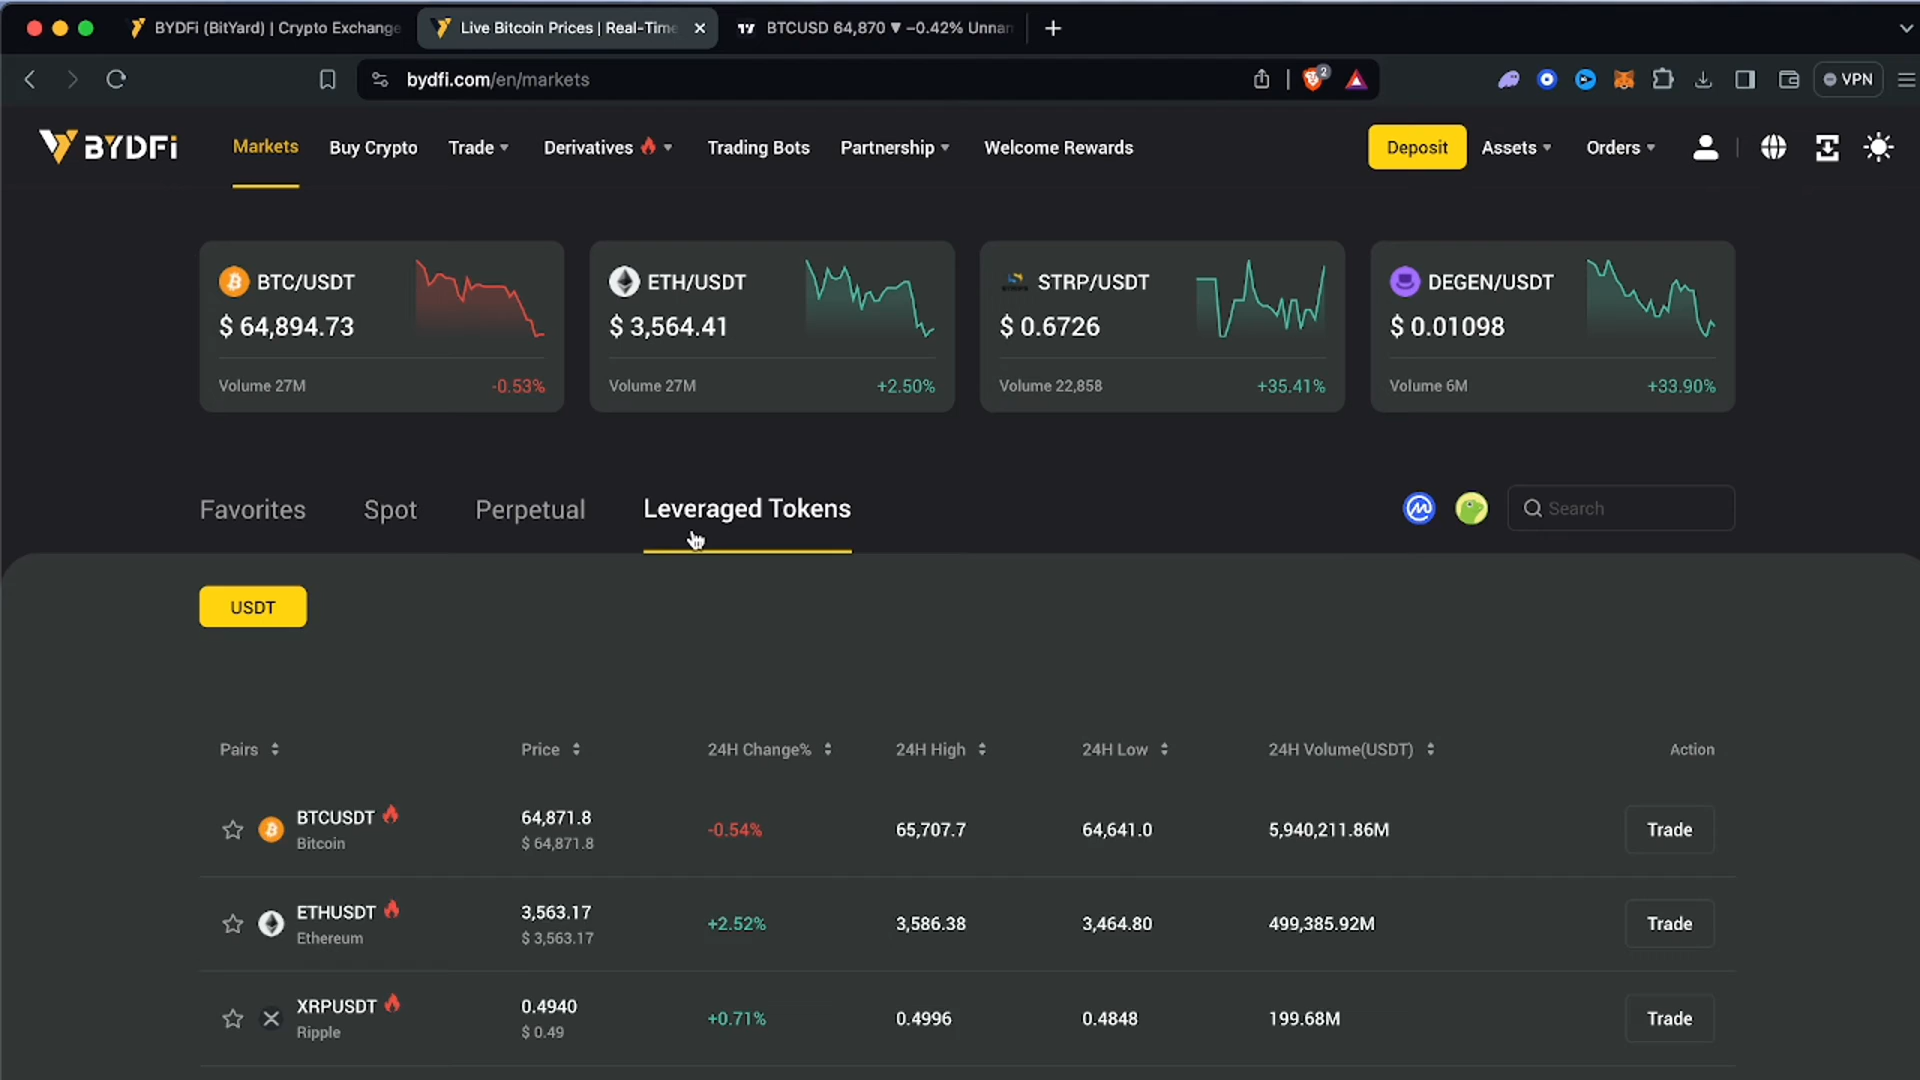 BYDFi (BitYard) | Crypto Exchange
Live Bitcoin Prices | Real-Time
BTCUSD 64,870 ▼ −0.42% Unnan
bydfi.com/en/markets
2
VPN
BYDFi
Markets
Buy Crypto
Trade
Derivatives
Trading Bots
Partnership
Welcome Rewards
Deposit
Assets
Orders
BTC/USDT
$ 64,894.73
Volume 27M
-0.53%
ETH/USDT
$ 3,564.41
Volume 27M
+2.50%
STRP/USDT
$ 0.6726
Volume 22,858
+35.41%
DEGEN/USDT
$ 0.01098
Volume 6M
+33.90%
Favorites
Spot
Perpetual
Leveraged Tokens
Search
USDT
Pairs
Price
24H Change%
24H High
24H Low
24H Volume(USDT)
Action
BTCUSDT
Bitcoin
64,871.8
$ 64,871.8
-0.54%
65,707.7
64,641.0
5,940,211.86M
Trade
ETHUSDT
Ethereum
3,563.17
$ 3,563.17
+2.52%
3,586.38
3,464.80
499,385.92M
Trade
XRPUSDT
Ripple
0.4940
$ 0.49
+0.71%
0.4996
0.4848
199.68M
Trade